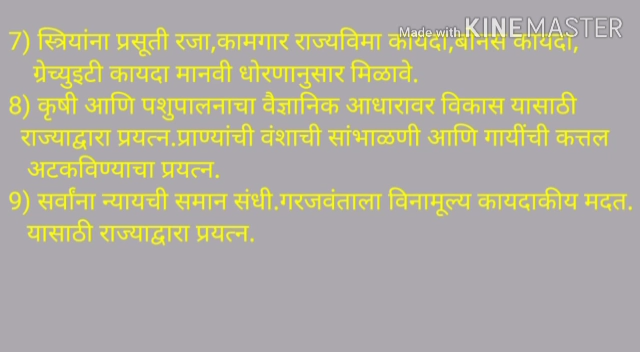 Made with KINEMASTER
7) स्त्रियांना प्रसूती रजा,कामगार राज्यविमा कायदा,बोनस कायदा,
ग्रेच्युइटी कायदा मानवी धोरणानुसार मिळावे.
8) कृषी आणि पशुपालनाचा वैज्ञानिक आधारावर विकास यासाठी
राज्याद्वारा प्रयत्न.प्राण्यांची वंशाची सांभाळणी आणि गायींची कत्तल
अटकविण्याचा प्रयत्न.
9) सर्वांना न्यायची समान संधी.गरजवंताला विनामूल्य कायदाकीय मदत.
यासाठी राज्याद्वारा प्रयत्न.